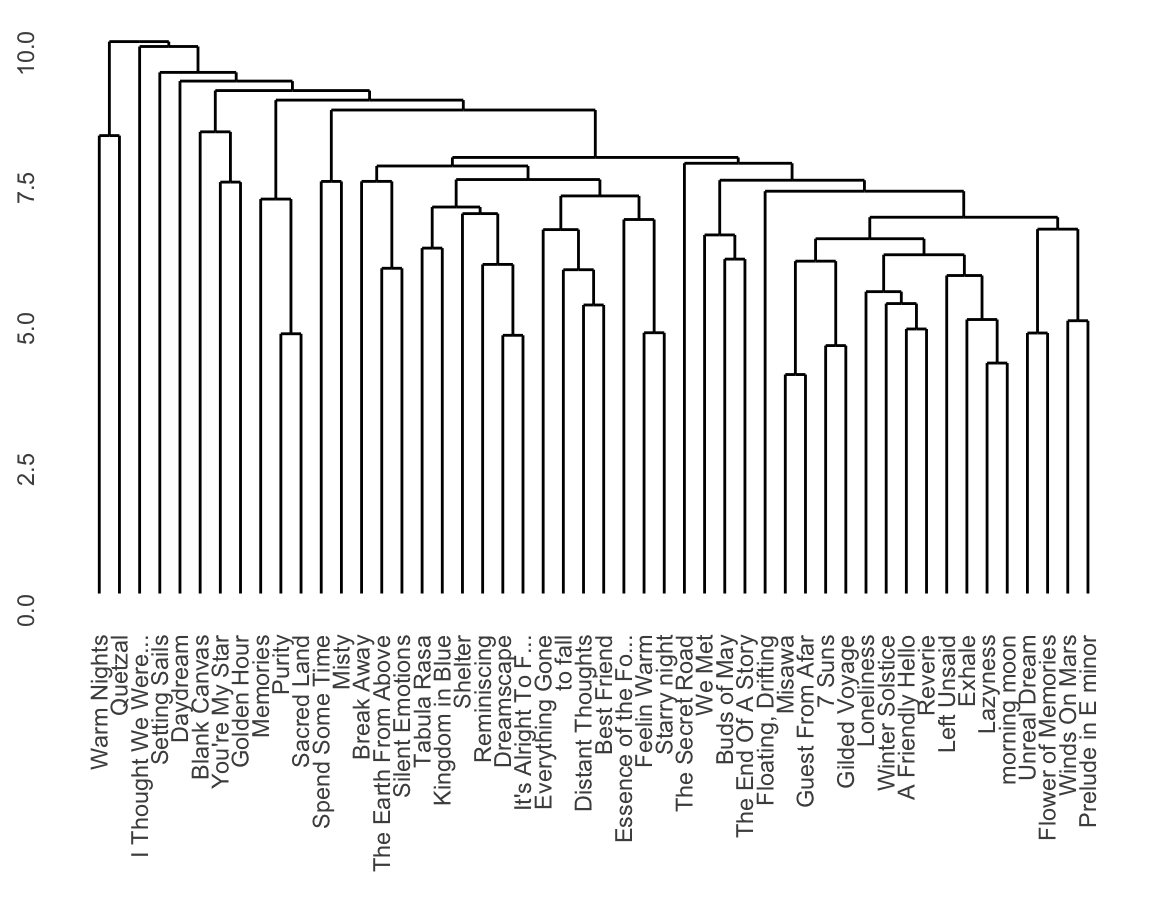 10.0
7.5
5.0
2.5
0.0
Warm Nights
Quetzal
I Thought We Were...
Setting Sails
Daydream
Blank Canvas
You're My Star
Golden Hour
Memories
Purity
Sacred Land
Spend Some Time
Misty
Break Away
The Earth From Above
Silent Emotions
Tabula Rasa
Kingdom in Blue
Shelter
Reminiscing
Dreamscape
It's Alright To F...
Everything Gone
to fall
Distant Thoughts
Best Friend
Essence of the Fo...
Feelin Warm
Starry night
The Secret Road
We Met
Buds of May
The End Of A Story
Floating, Drifting
Misawa
Guest From Afar
7 Suns
Gilded Voyage
Loneliness
Winter Solstice
A Friendly Hello
Reverie
Left Unsaid
Exhale
Lazyness
morning moon
Unreal Dream
Flower of Memories
Winds On Mars
Prelude in E minor